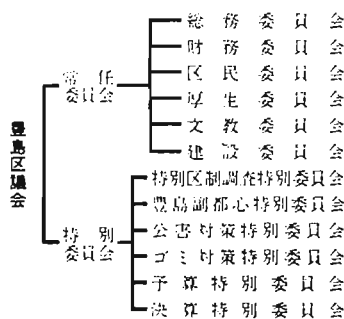 豊島区議会
常任
委員会
総務委員会
財務委員会
区民委員会
厚生委員会
文教委員会
建設委員会
特別
委員会
特別区制調査特別委員会
豊島副都心特別委員会
公害対策特別委員会
ゴミ対策特別委員会
予算特別委員会
決算特別委員会